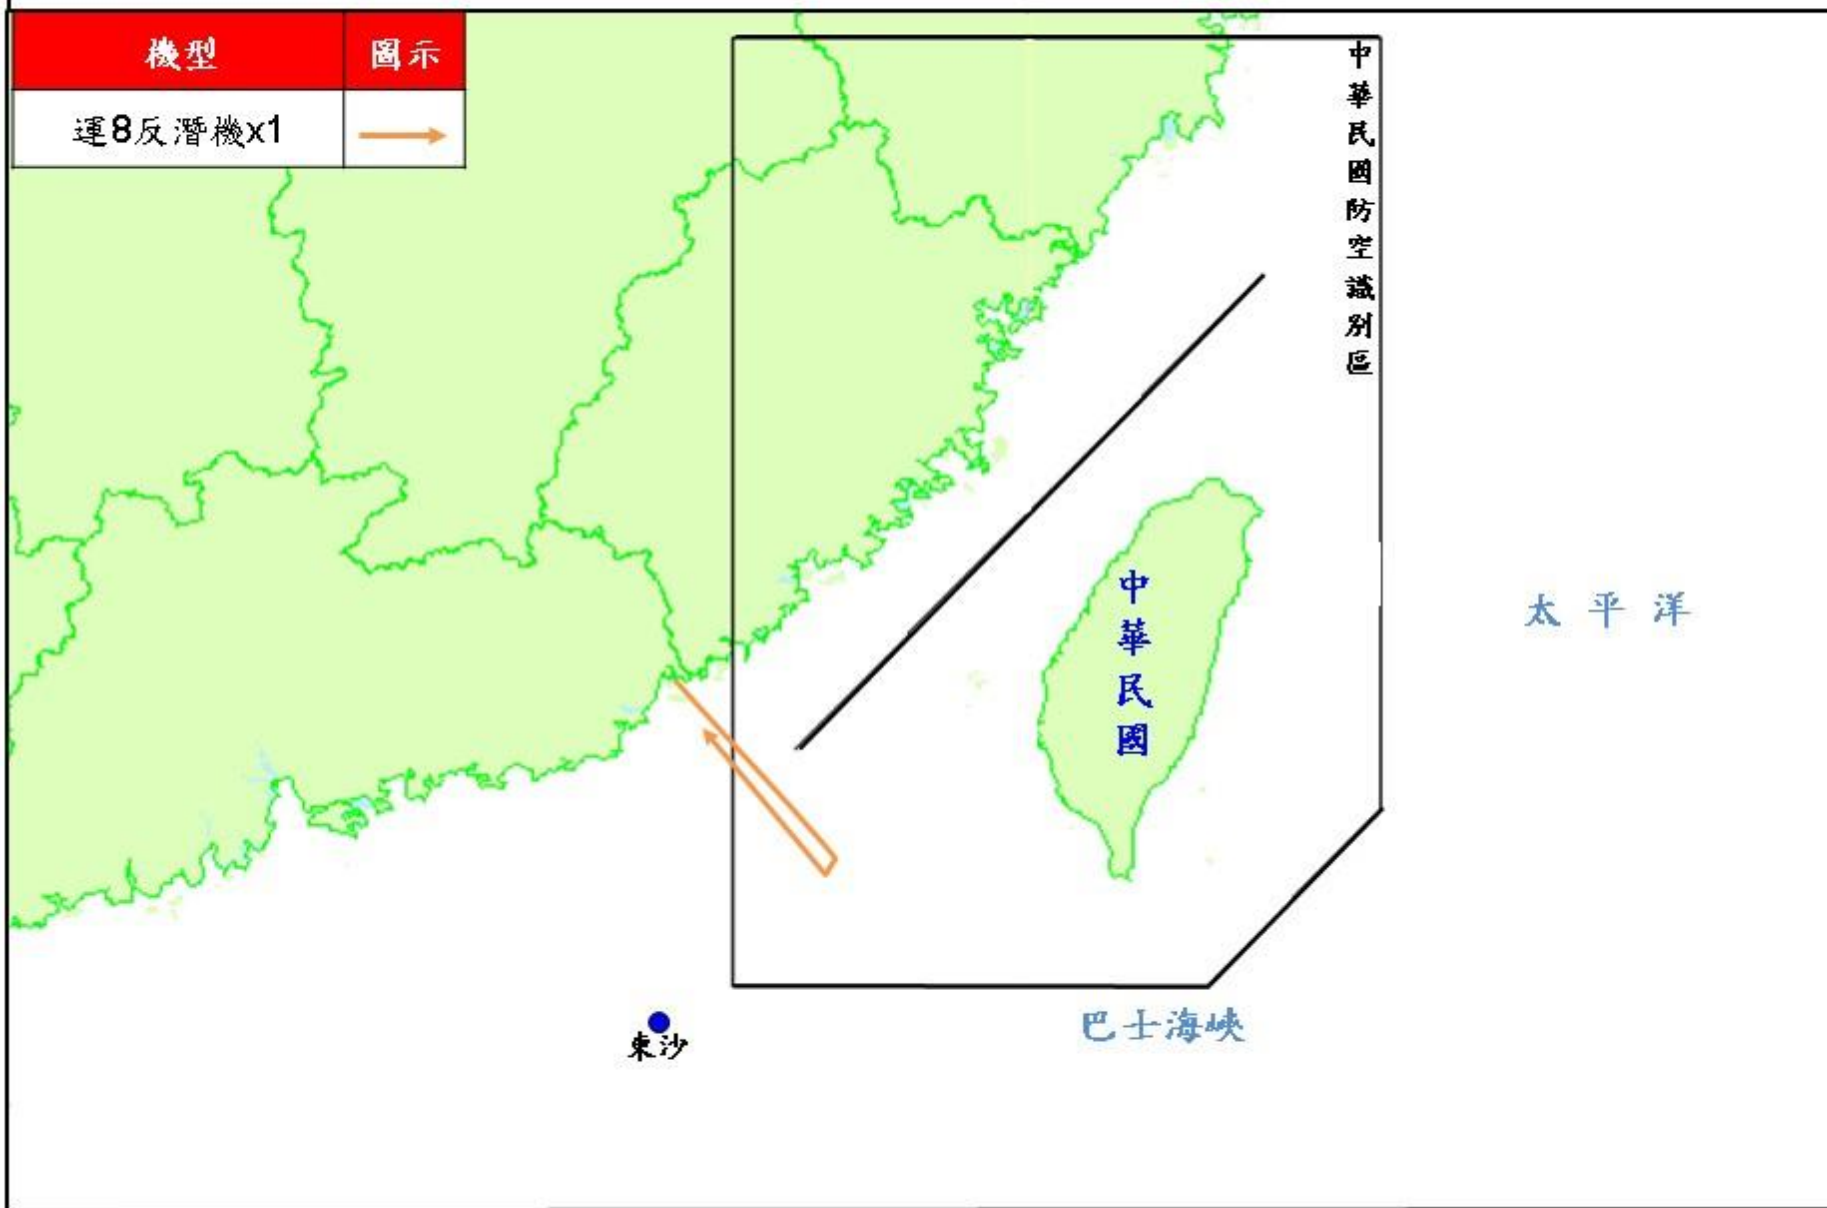 機型 圖示
運8反潛機x1
中華民國防空識別區
中華民國
太平洋
巴士海峽
東沙